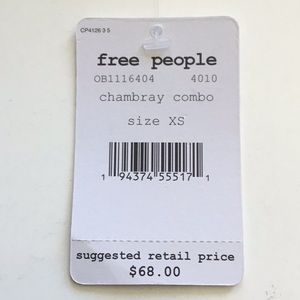 CP4126 3 5
free people
OB1116404 4010
chambray combo
size XS
1 94374 55517 1
suggested retail price
$68.00